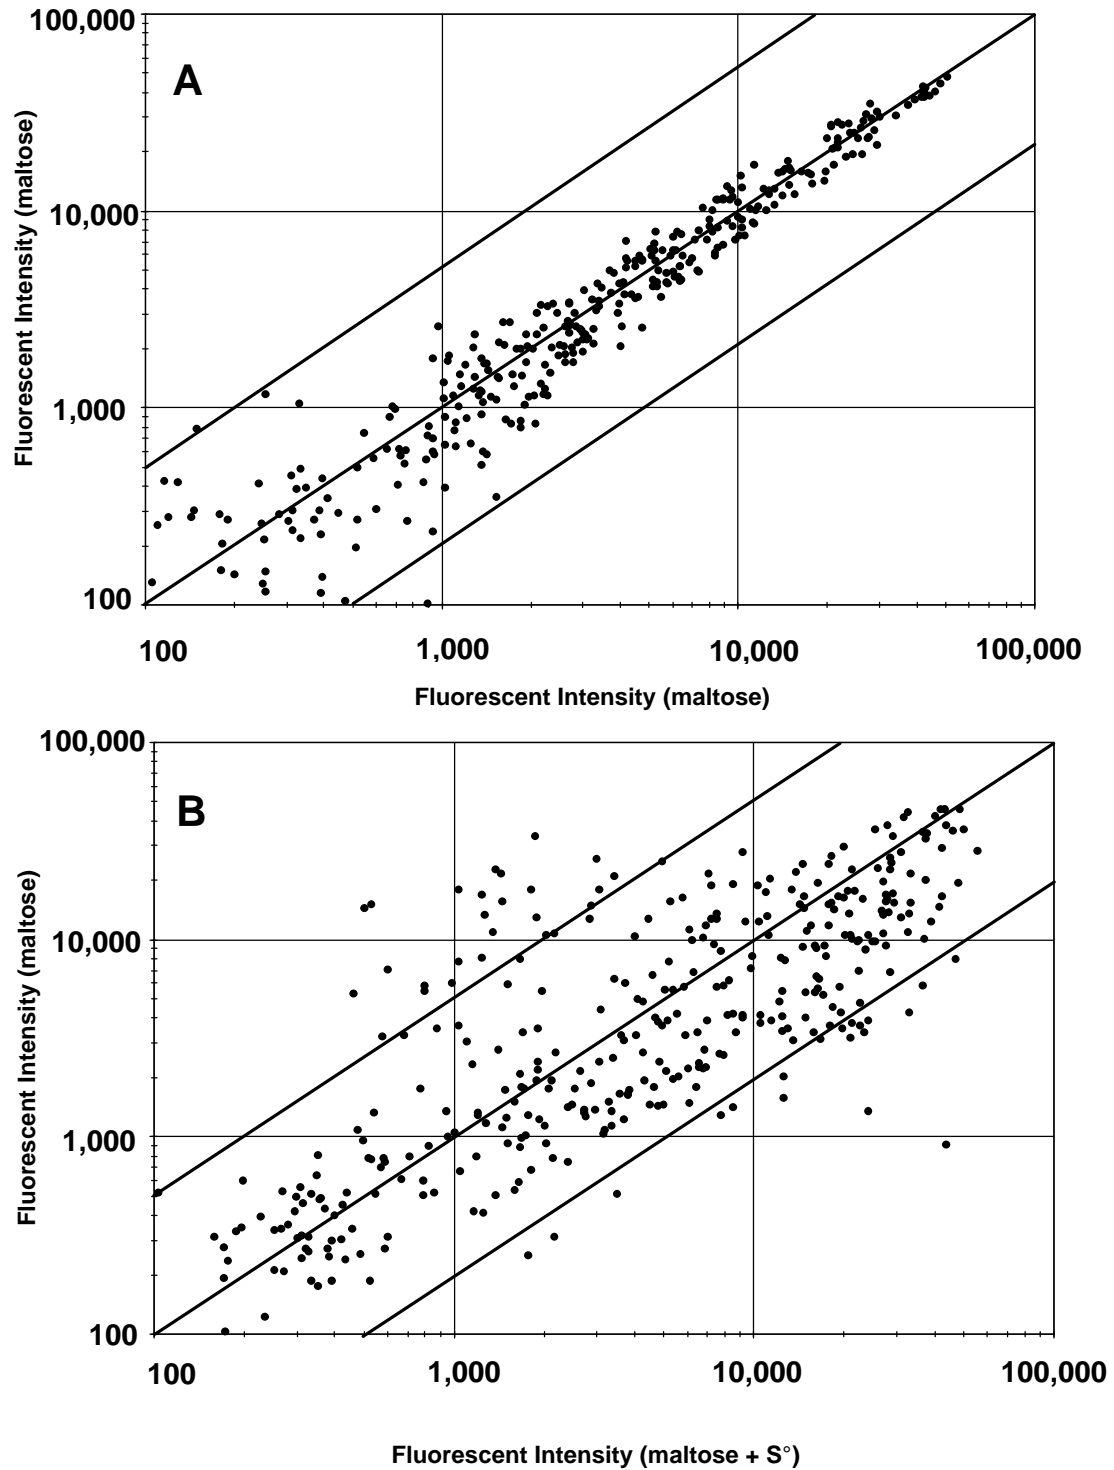 100,000
A
10,000
1,000
100
Fluorescent Intensity (maltose)
100 1,000 10,000 100,000
Fluorescent Intensity (maltose)
100,000
B
10,000
1,000
100
Fluorescent Intensity (maltose)
100 1,000 10,000 100,000
Fluorescent Intensity (maltose + S°)